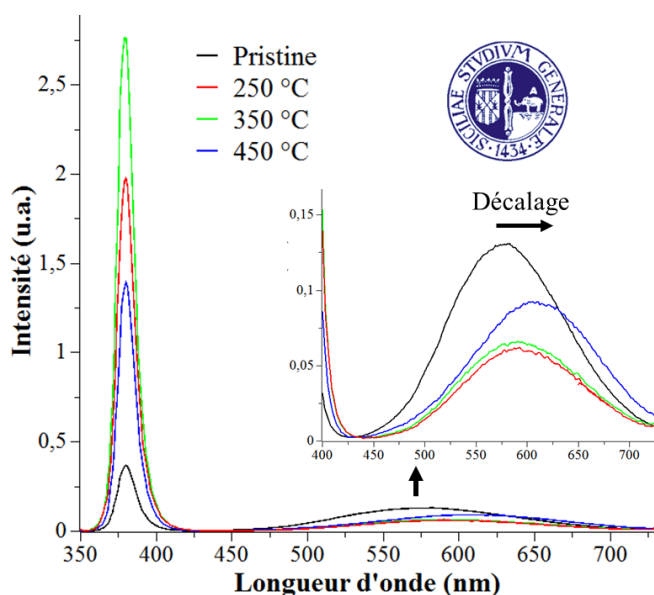 Pristine
250 °C
350 °C
450 °C
SICILIAE STVDIVM GENERALE
·1434·
Décalage
0,15
0,1
0,05
0
400 450 500 550 600 650 700
2,5
2
1,5
1
0,5
0
Intensité (u.a.)
350 400 450 500 550 600 650 700
Longueur d'onde (nm)